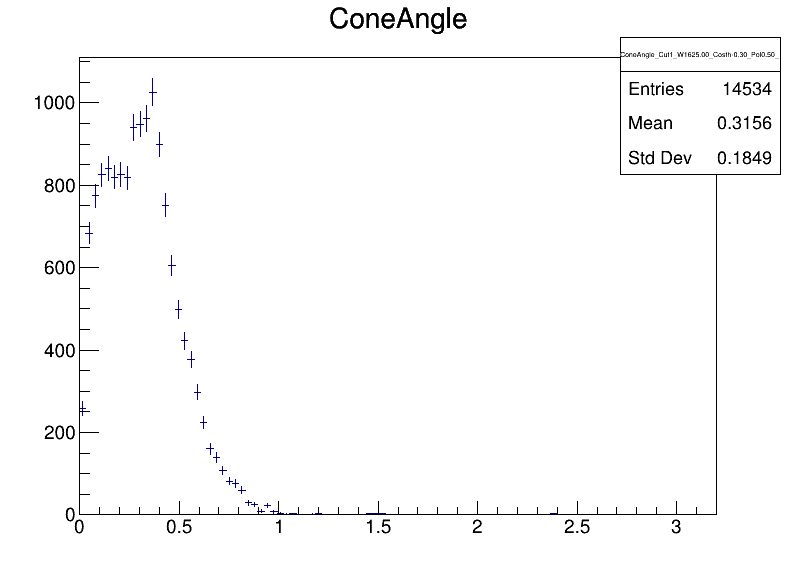 ConeAngle
ConeAngle_Cut1_W1625.00_Costh-0.30_Pol0.50_
Entries 14534
Mean 0.3156
Std Dev 0.1849
1000
800
600
400
200
0
0 0.5 1 1.5 2 2.5 3